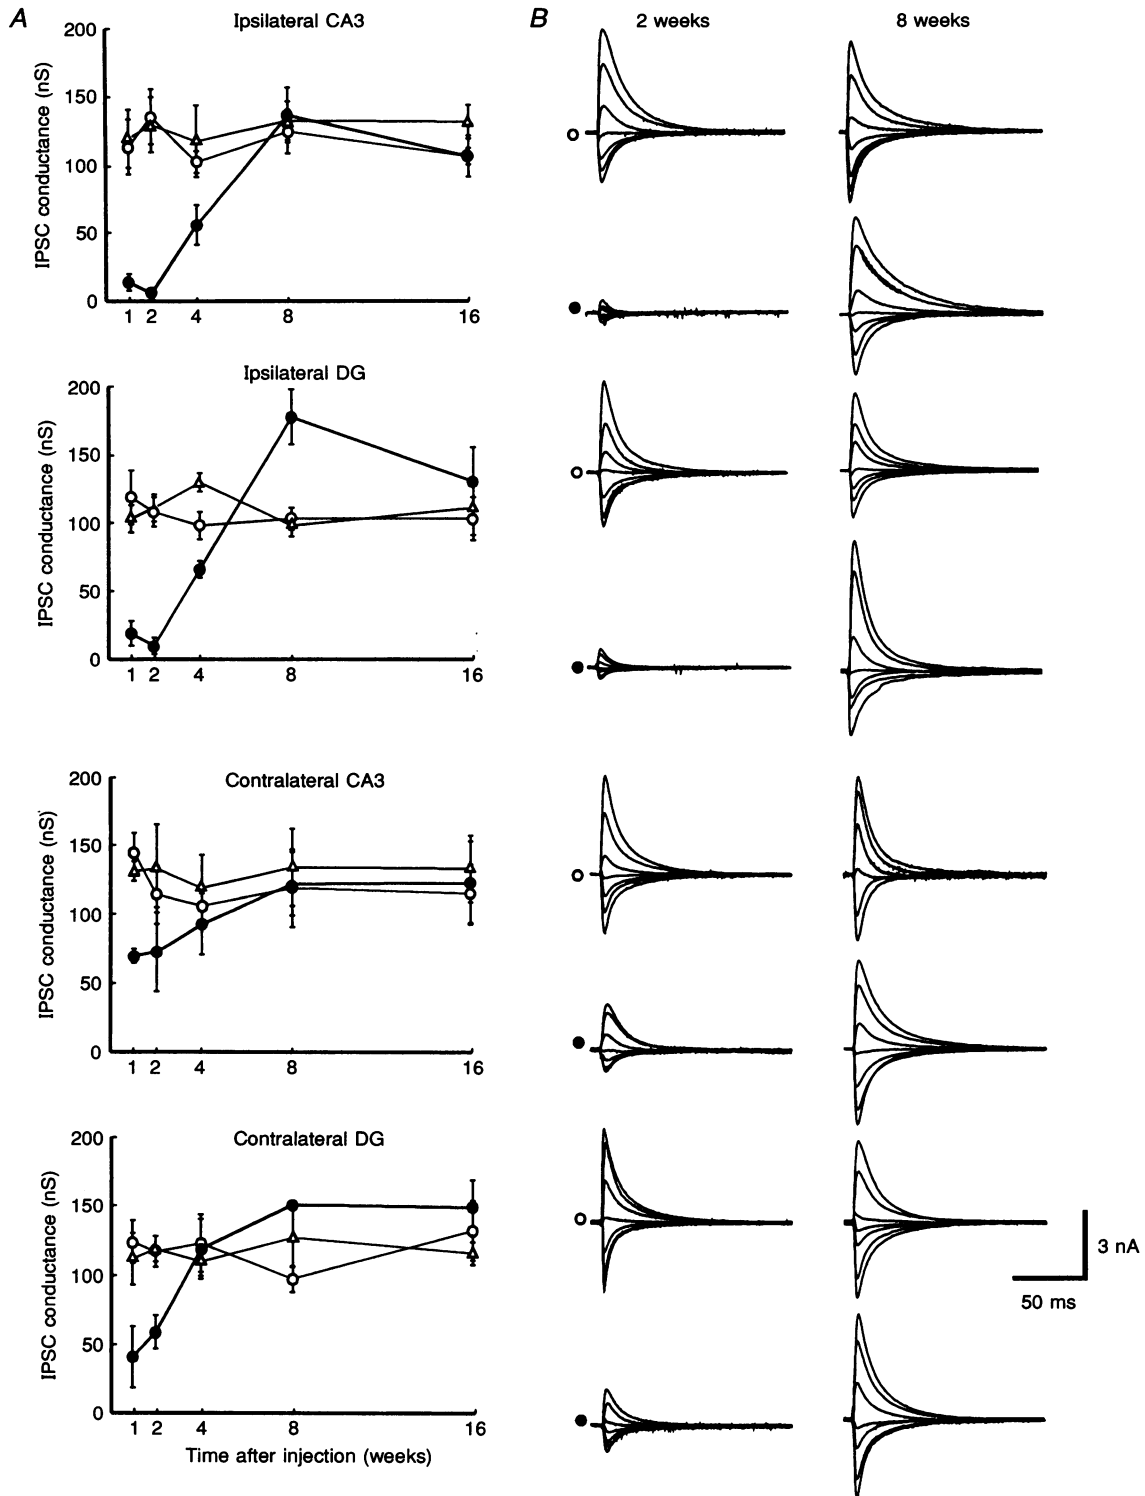 A
Ipsilateral CA3
IPSC conductance (nS)
200
150
100
50
0
1 2 4 8 16
Ipsilateral DG
IPSC conductance (nS)
200
150
100
50
0
1 2 4 8 16
Contralateral CA3
IPSC conductance (nS)
200
150
100
50
0
1 2 4 8 16
Contralateral DG
IPSC conductance (nS)
200
150
100
50
0
1 2 4 8 16
Time after injection (weeks)
B
2 weeks
8 weeks
3 nA
50 ms